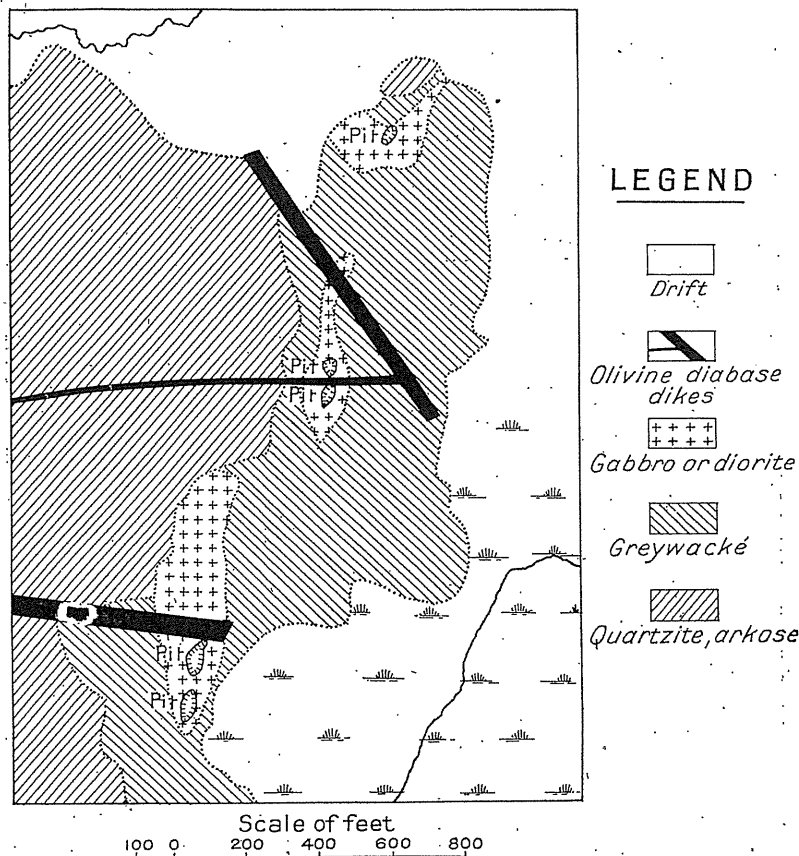 Pit
Pit
Pit
Pit
Pit
LEGEND
Drift
Olivine diabase
dikes
Gabbro or diorite
Greywacké
Quartzite, arkose
Scale of feet
100 0 200 400 600 800